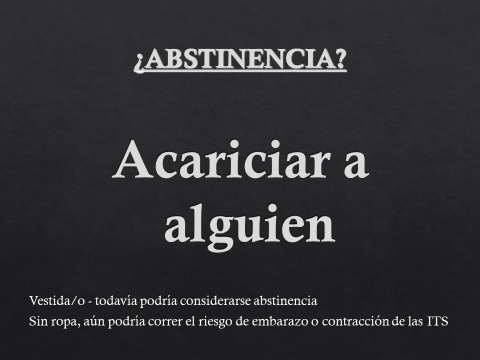 ¿ABSTINENCIA?
Acariciar a
alguien
Vestida/o - todavía podría considerarse abstinencia
Sin ropa, aún podría correr el riesgo de embarazo o contracción de las ITS